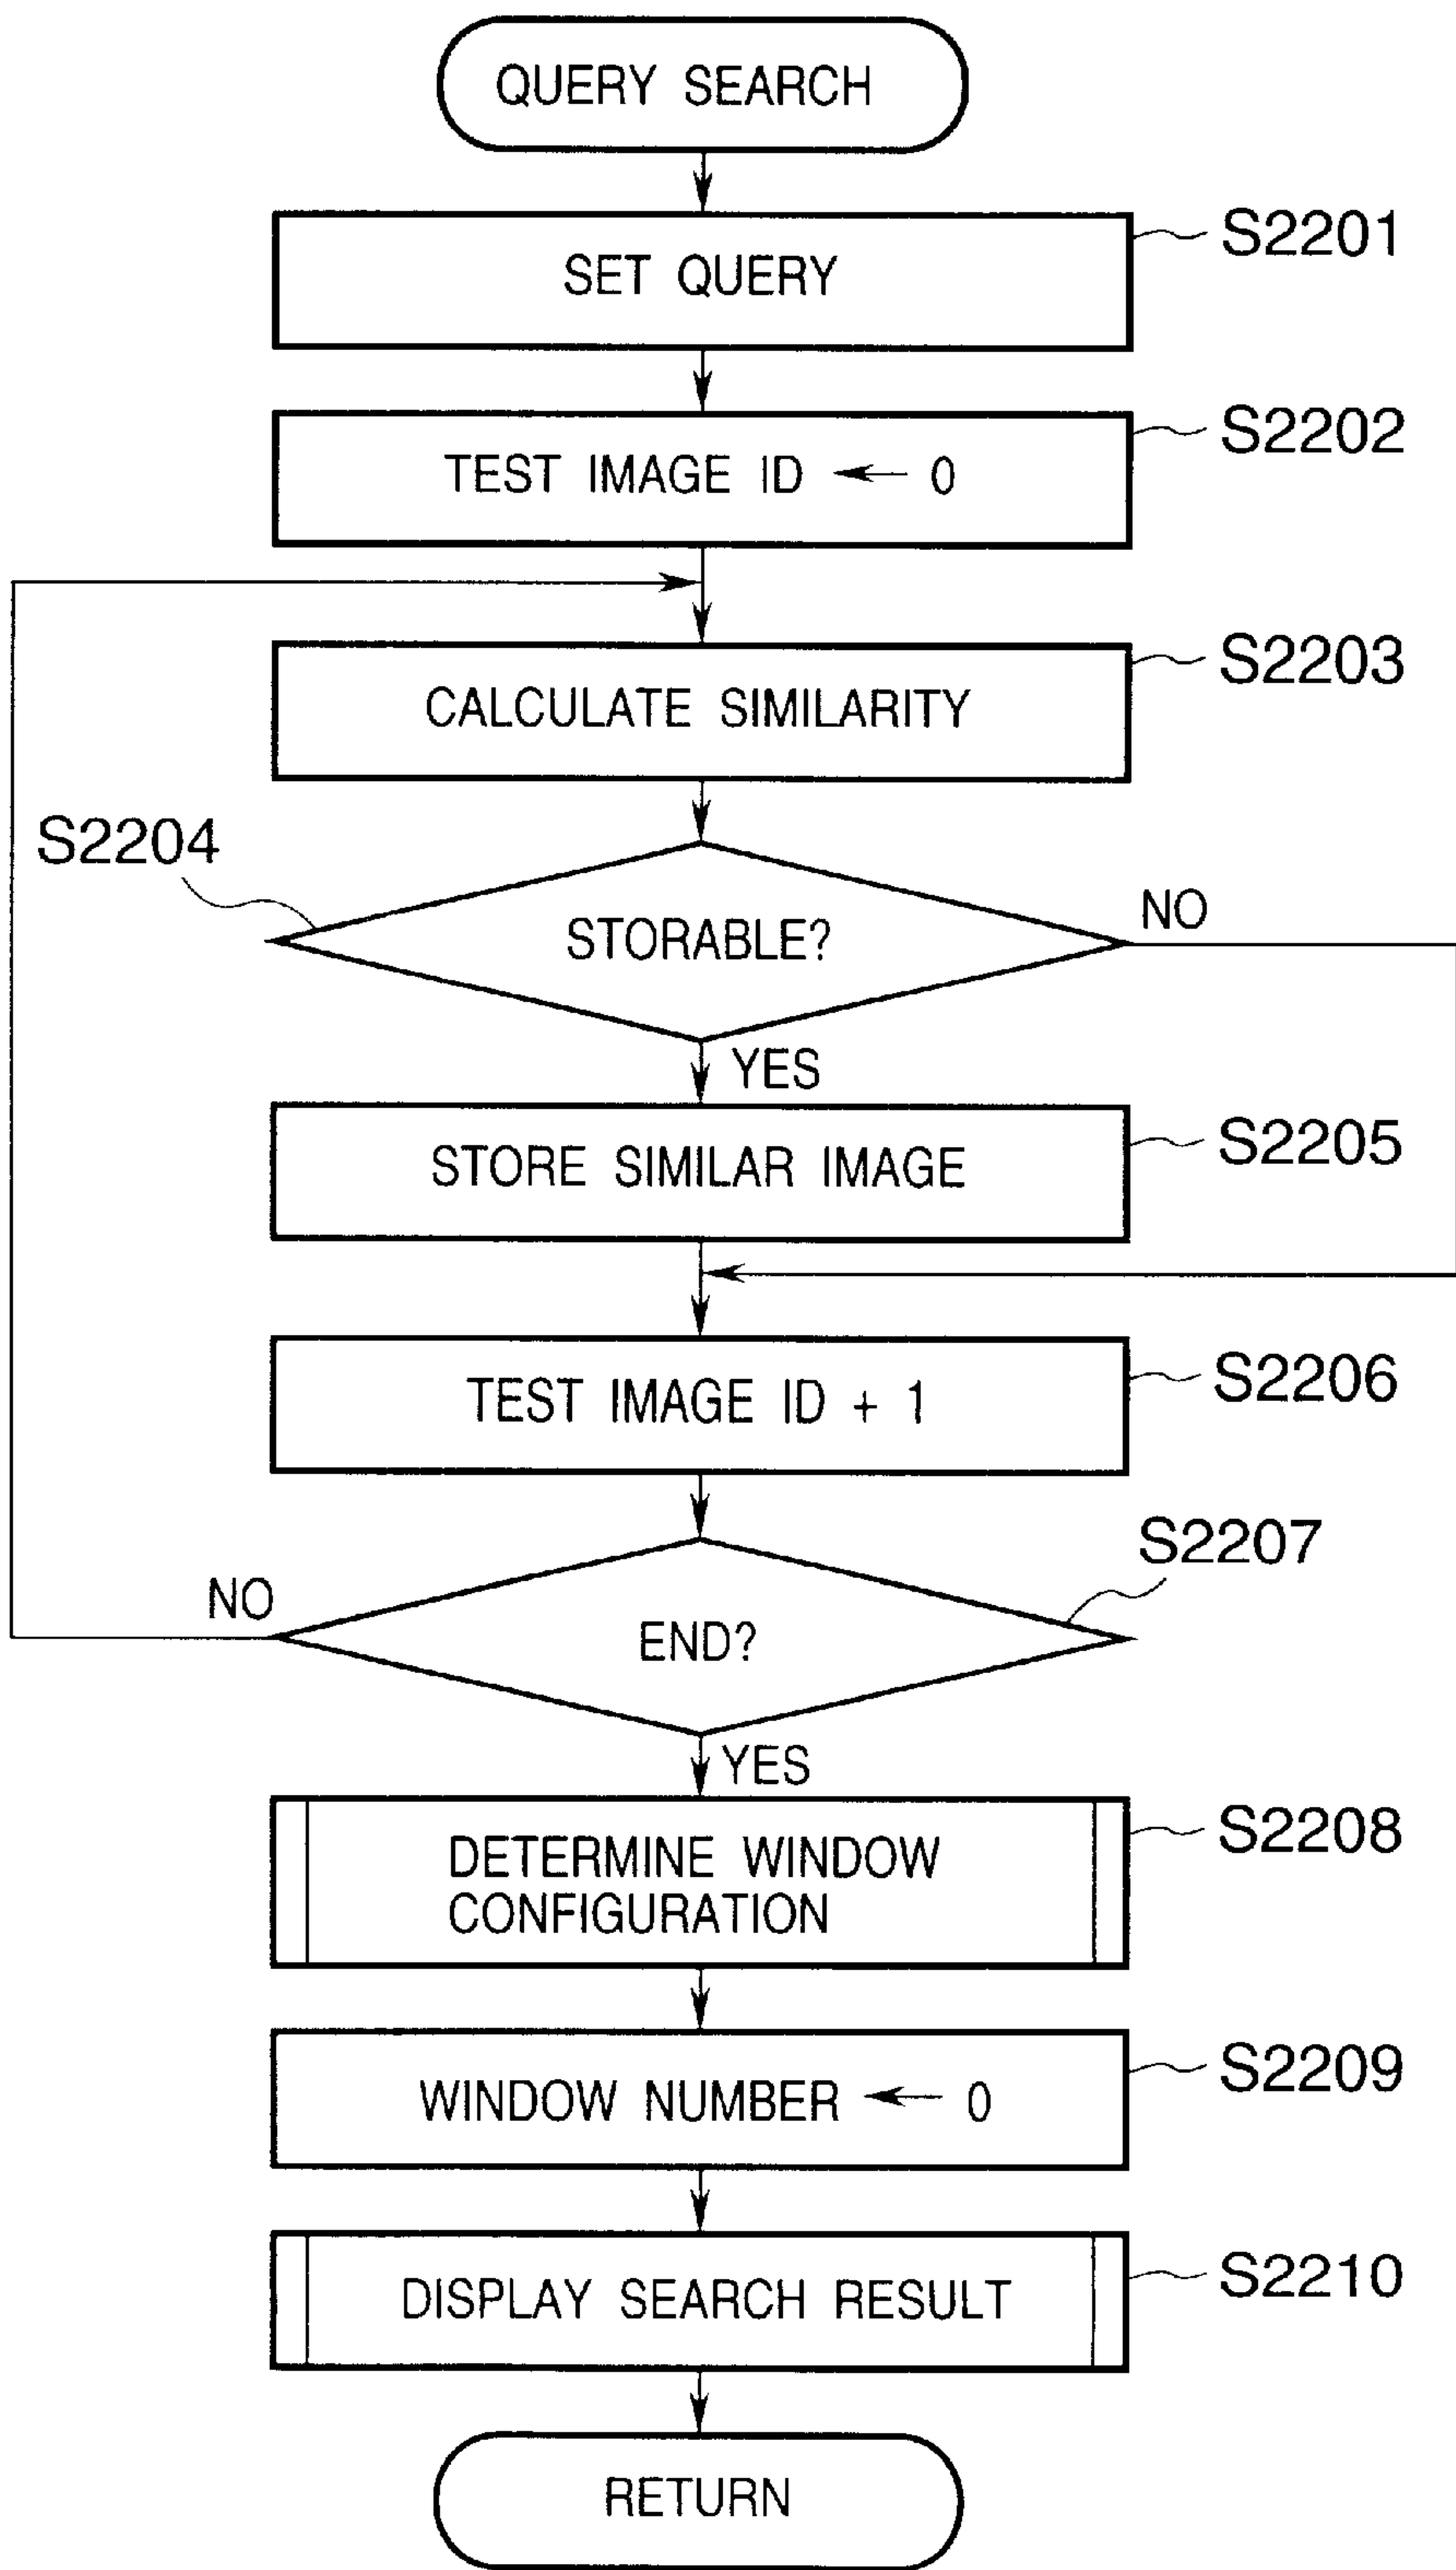 QUERY SEARCH
S2201
SET QUERY
S2202
TEST IMAGE ID ← 0
S2203
CALCULATE SIMILARITY
S2204
STORABLE?
NO
YES
S2205
STORE SIMILAR IMAGE
S2206
TEST IMAGE ID + 1
S2207
NO
END?
YES
S2208
DETERMINE WINDOW
CONFIGURATION
S2209
WINDOW NUMBER ← 0
S2210
DISPLAY SEARCH RESULT
RETURN